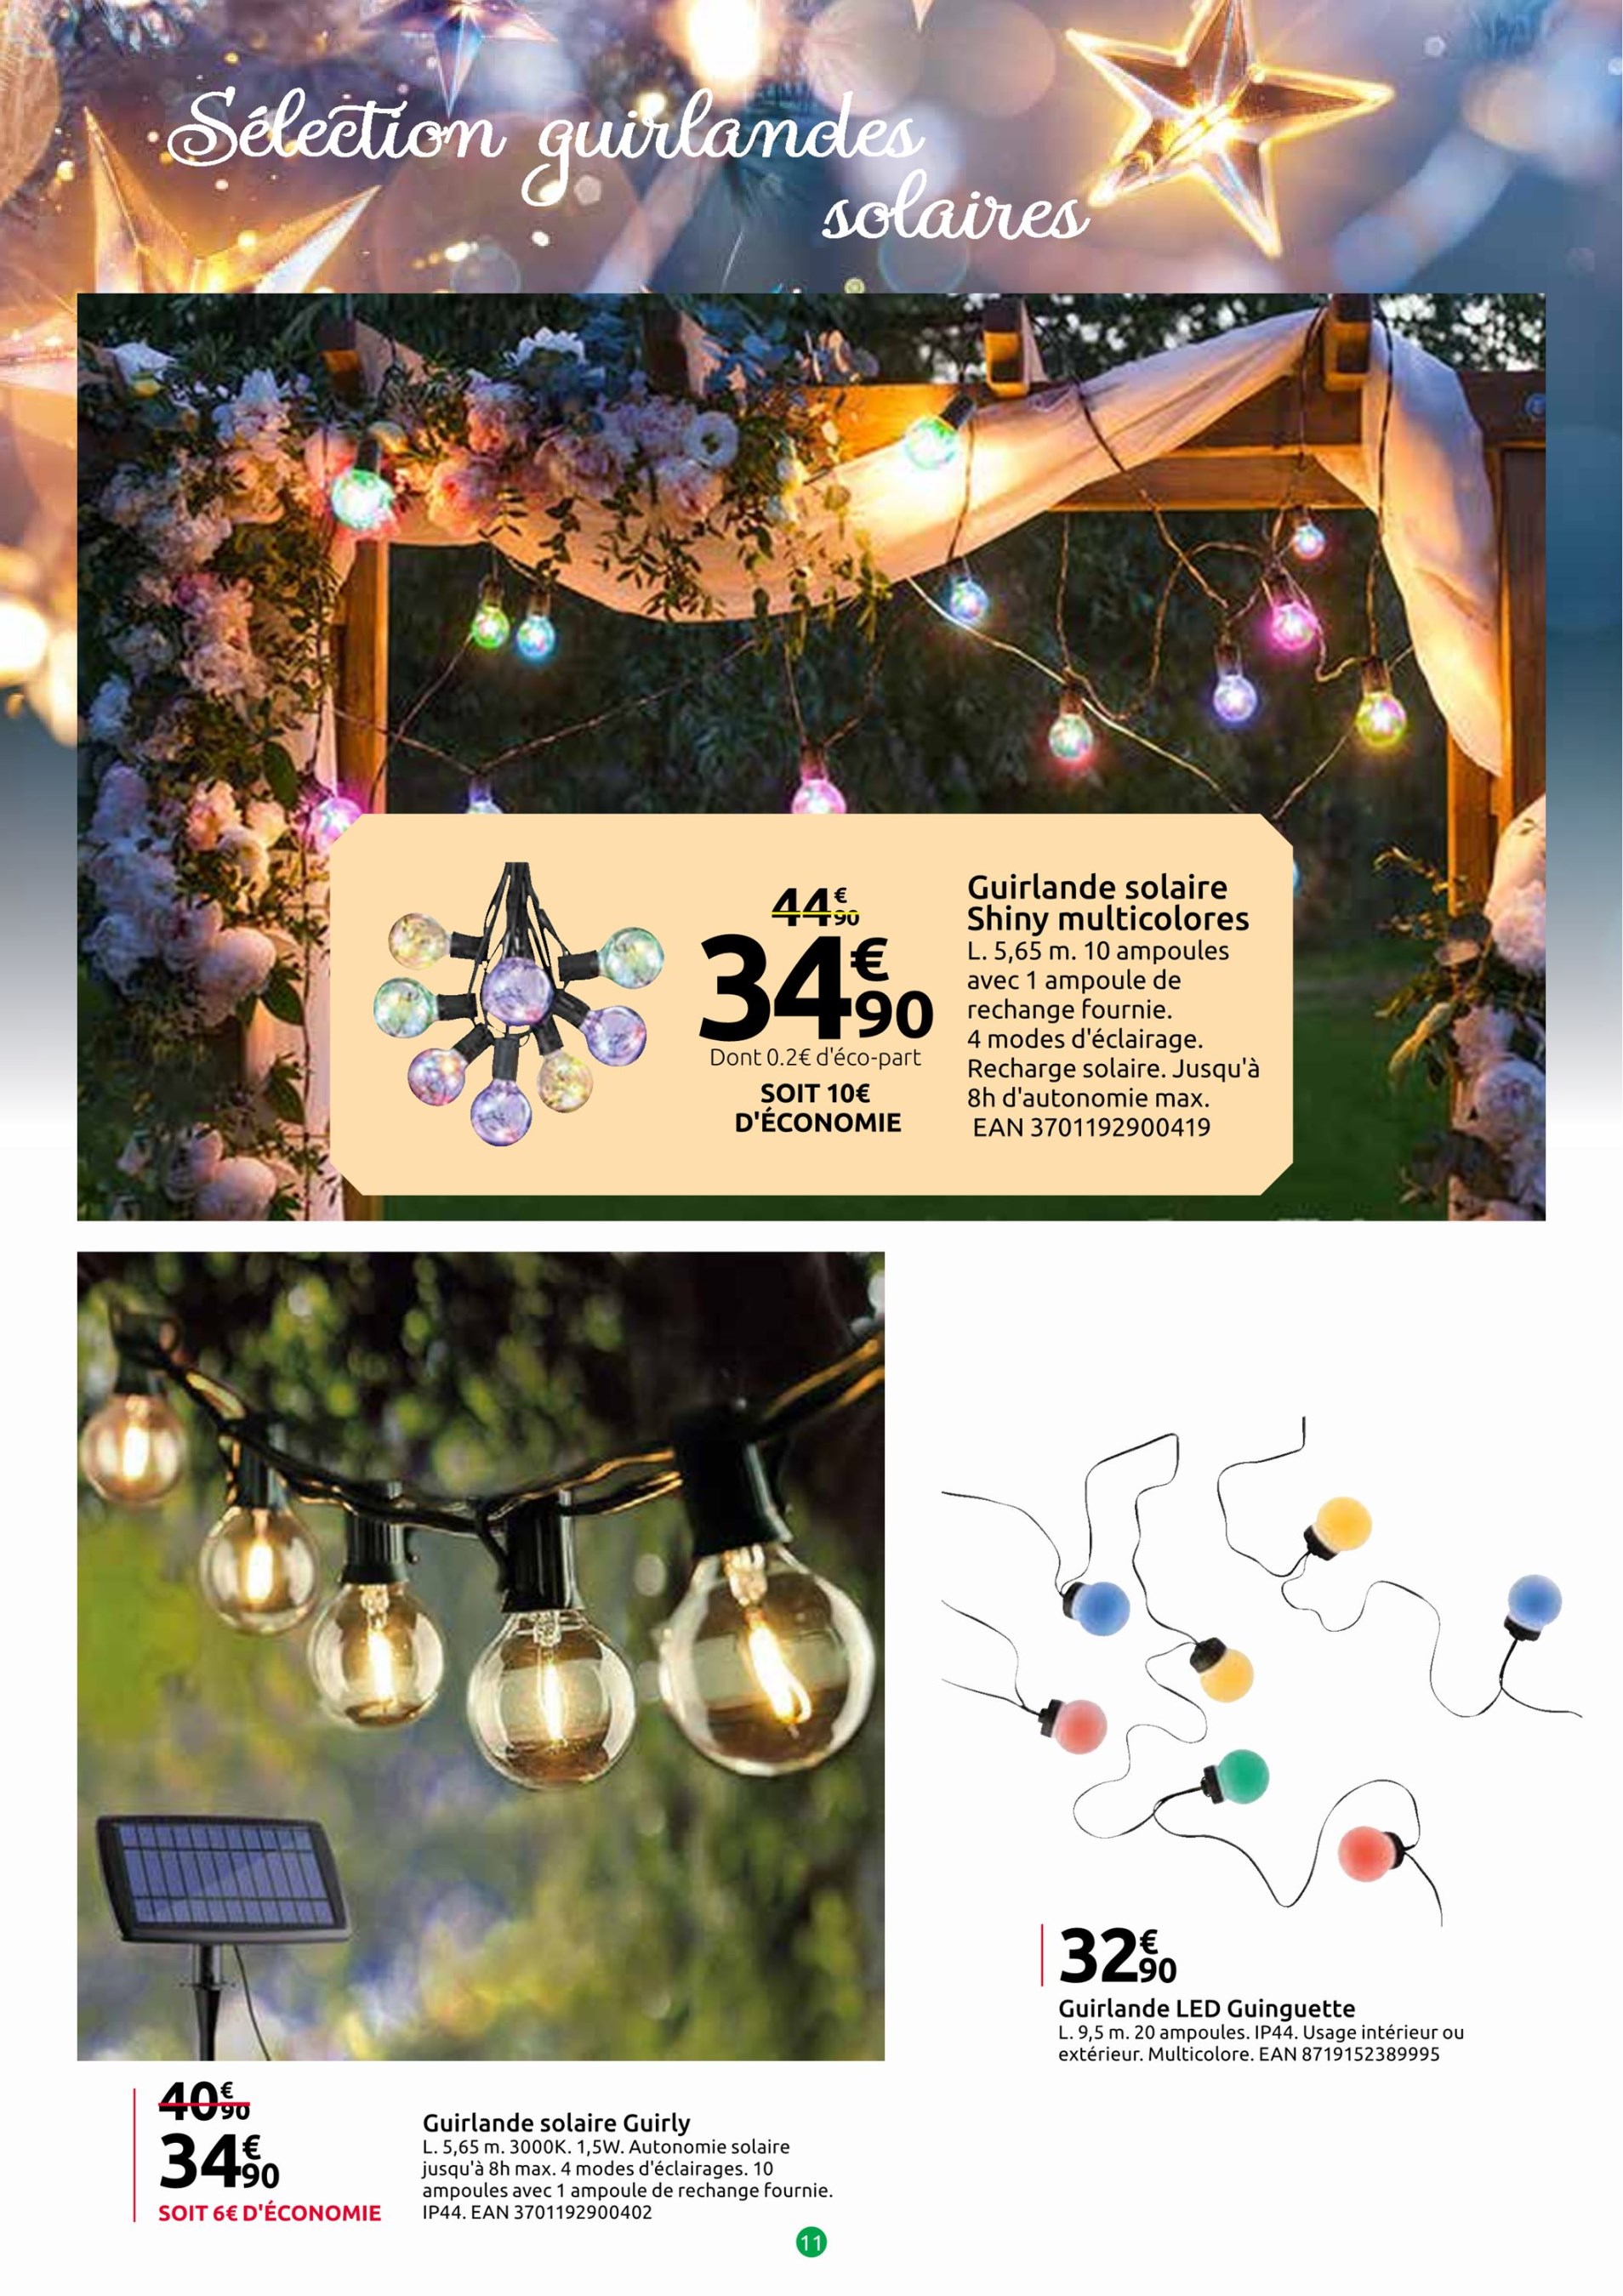 Sélection guirlandes
solaires
44€90
34€90
Dont 0.2€ d'éco-part
SOIT 10€
D'ÉCONOMIE
Guirlande solaire
Shiny multicolores
L. 5,65 m. 10 ampoules
avec 1 ampoule de
rechange fournie.
4 modes d'éclairage.
Recharge solaire. Jusqu'à
8h d'autonomie max.
EAN 3701192900419
32€90
Guirlande LED Guinguette
L. 9,5 m. 20 ampoules. IP44. Usage intérieur ou
extérieur. Multicolore. EAN 8719152389995
40€90
34€90
SOIT 6€ D'ÉCONOMIE
Guirlande solaire Guirly
L. 5,65 m. 3000K. 1,5W. Autonomie solaire
jusqu'à 8h max. 4 modes d'éclairages. 10
ampoules avec 1 ampoule de rechange fournie.
IP44. EAN 3701192900402
11